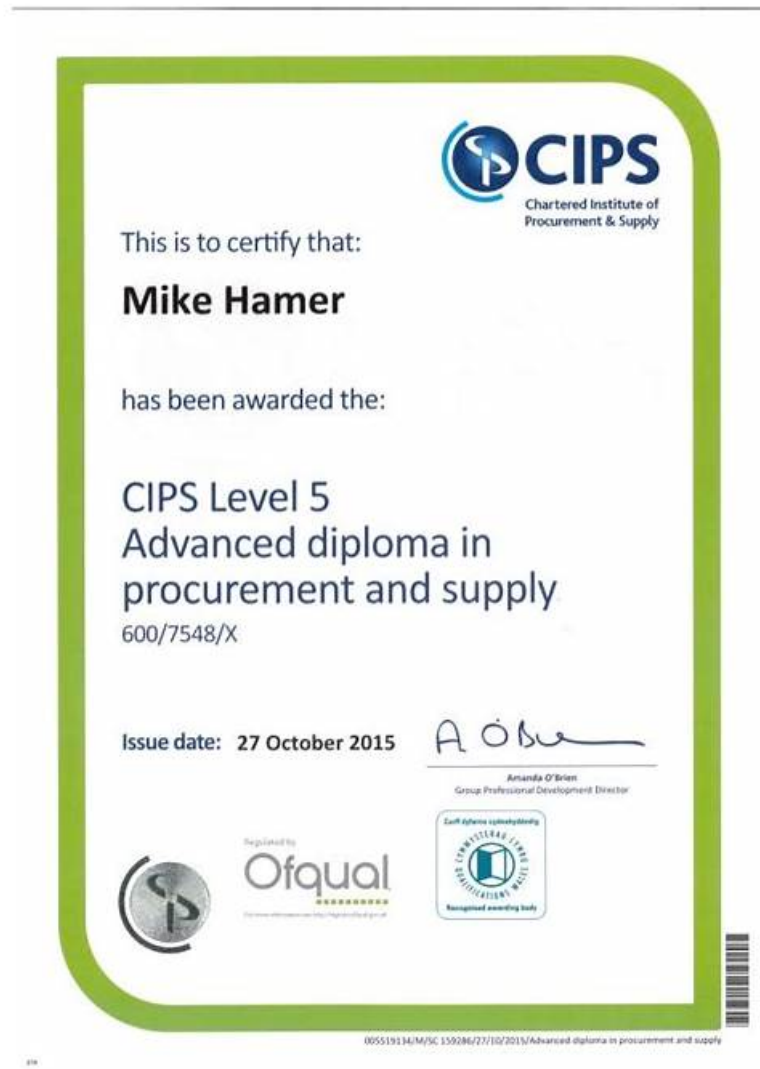 CIPS
Chartered Institute of
Procurement & Supply
This is to certify that:
Mike Hamer
has been awarded the:
CIPS Level 5
Advanced diploma in
procurement and supply
600/7548/X
Issue date: 27 October 2015
A O'Brien
Amanda O'Brien
Group Professional Development Director
Regulated by
Ofqual
QUALIFICATIONS WALES
Recognised awarding body
005519134/M/SC 159286/27/10/2015/Advanced diploma in procurement and supply